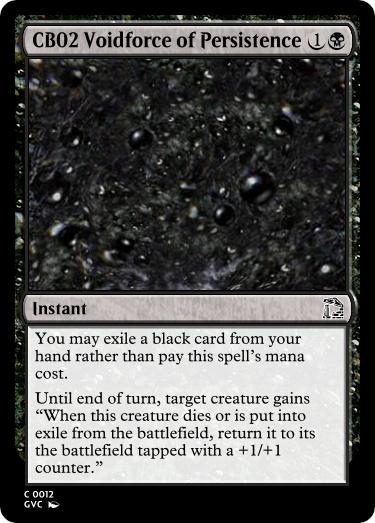 CB02 Voidforce of Persistence 1
Instant
You may exile a black card from your
hand rather than pay this spell's mana
cost.
Until end of turn, target creature gains
“When this creature dies or is put into
exile from the battlefield, return it to its
the battlefield tapped with a +1/+1
counter.”
C 0012
GVC